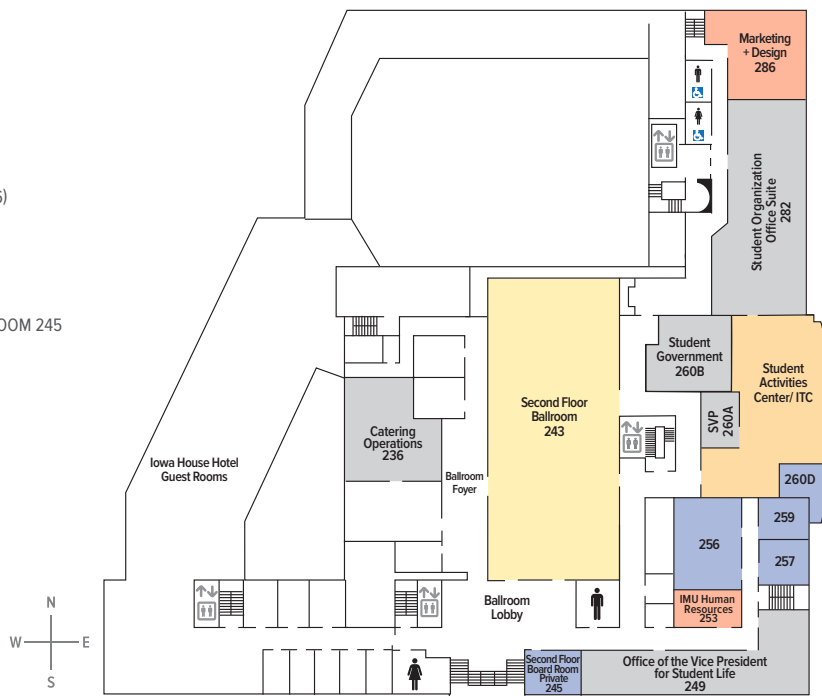 Marketing
+ Design
286
6)
Student Organization
Office Suite
282
OOM 245
Student
Government
260B
Student
Activities
Center/ ITC
SVP
260A
Second Floor
Ballroom
243
Catering
Operations
236
Iowa House Hotel
Guest Rooms
Ballroom
Foyer
260D
259
256
257
IMU Human
Resources
253
Ballroom
Lobby
N
W
E
S
Second Floor
Board Room
Private
245
Office of the Vice President
for Student Life
249